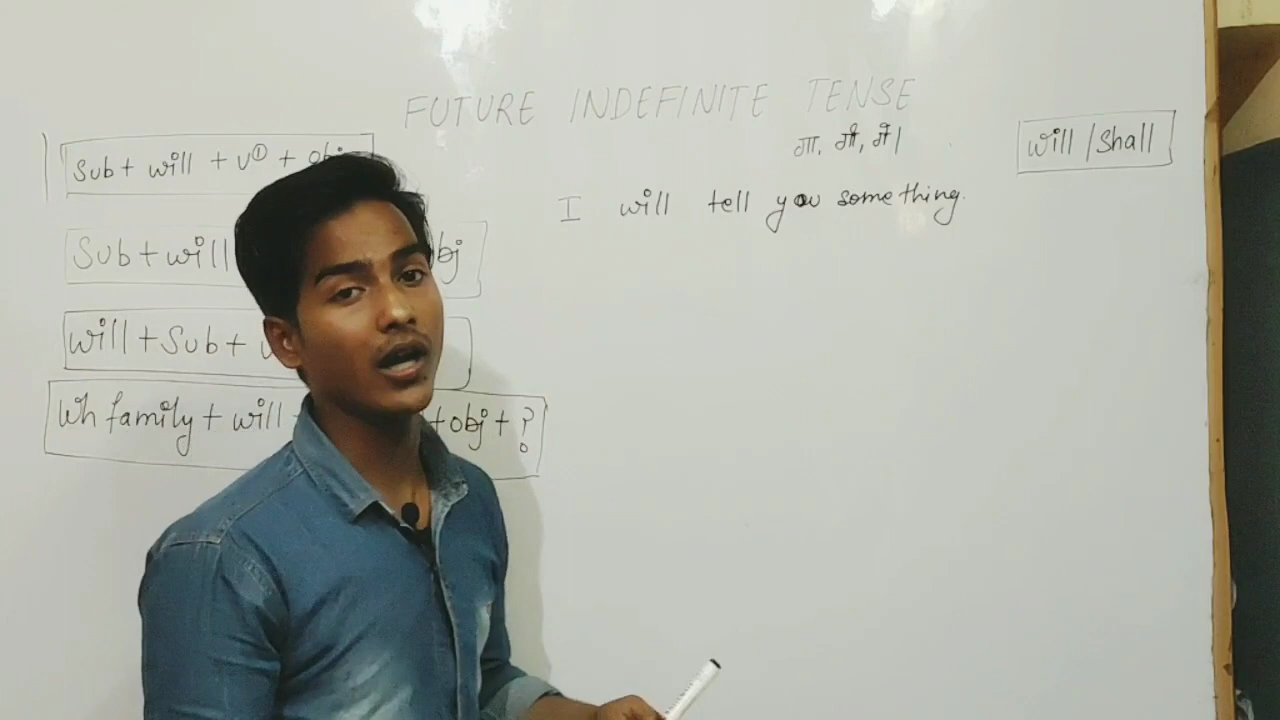 FUTURE INDEFINITE TENSE
गा, गी, गे।
will / Shall
Sub + will + V① + obj
I will tell you something.
Sub + will obj
will + Sub +
Wh family + will + obj + ?